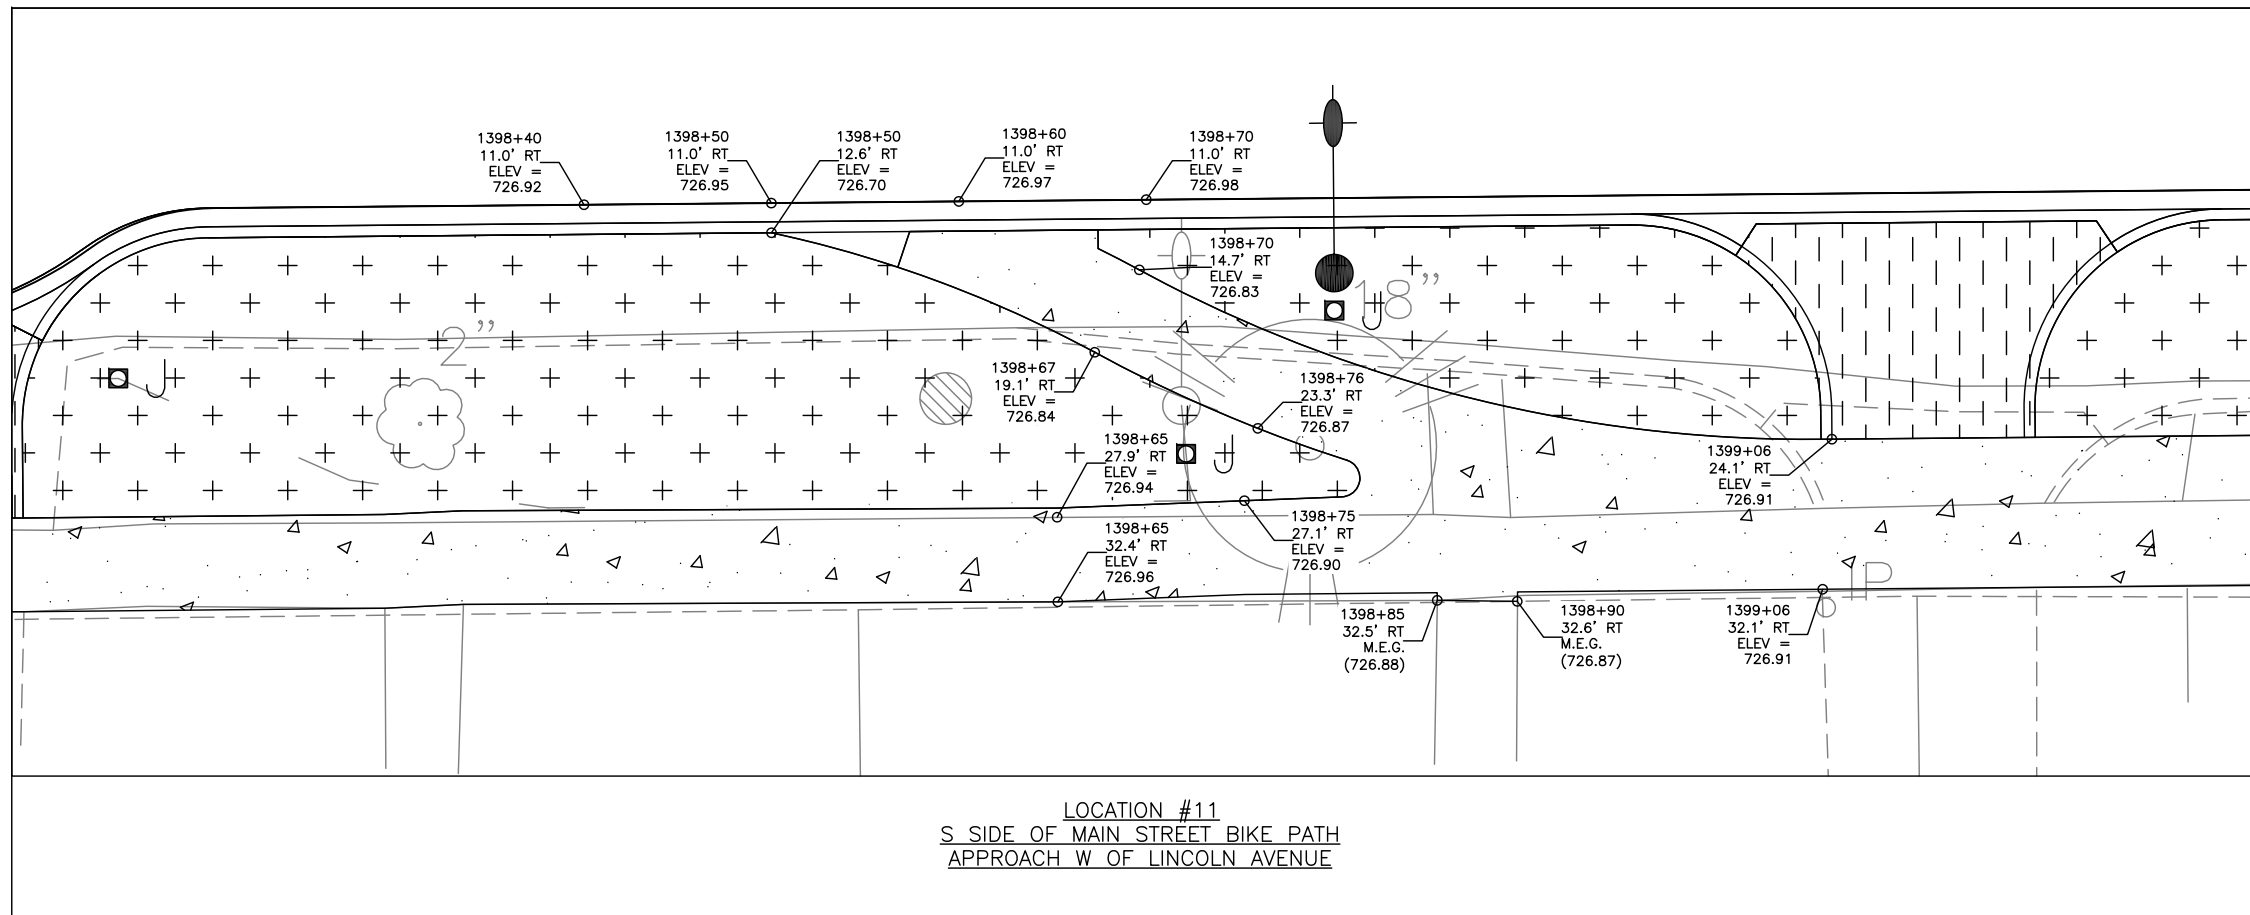 1398+40
11.0' RT
ELEV =
726.92
1398+50
11.0' RT
ELEV =
726.95
1398+50
12.6' RT
ELEV =
726.70
1398+60
11.0' RT
ELEV =
726.97
1398+70
11.0' RT
ELEV =
726.98
1398+70
14.7' RT
ELEV =
726.83
18"
J
2"
J
1398+67
19.1' RT
ELEV =
726.84
1398+76
23.3' RT
ELEV =
726.87
1398+65
27.9' RT
ELEV =
726.94
J
1399+06
24.1' RT
ELEV =
726.91
1398+65
32.4' RT
ELEV =
726.96
1398+75
27.1' RT
ELEV =
726.90
IP
1398+85
32.5' RT
M.E.G.
(726.88)
1398+90
32.6' RT
M.E.G.
(726.87)
1399+06
32.1' RT
ELEV =
726.91
LOCATION #11
S SIDE OF MAIN STREET BIKE PATH
APPROACH W OF LINCOLN AVENUE